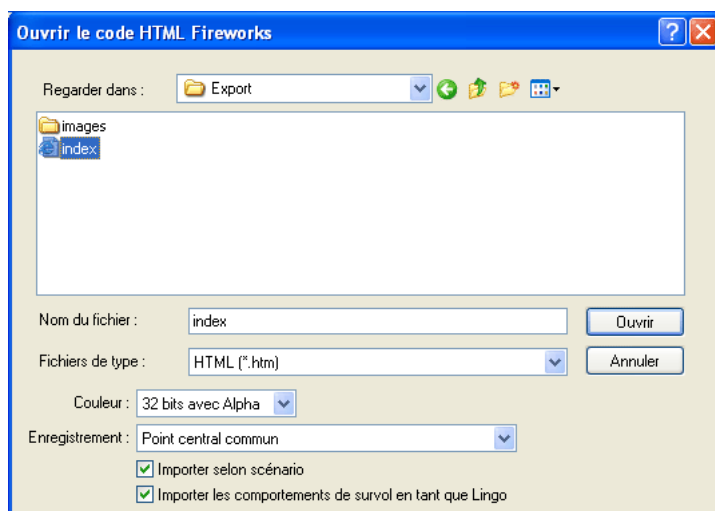 Ouvrir le code HTML Fireworks
Regarder dans :
Export
images
index
Nom du fichier :
index
Ouvrir
Fichiers de type :
HTML (*.htm)
Annuler
Couleur :
32 bits avec Alpha
Enregistrement :
Point central commun
Importer selon scénario
Importer les comportements de survol en tant que Lingo